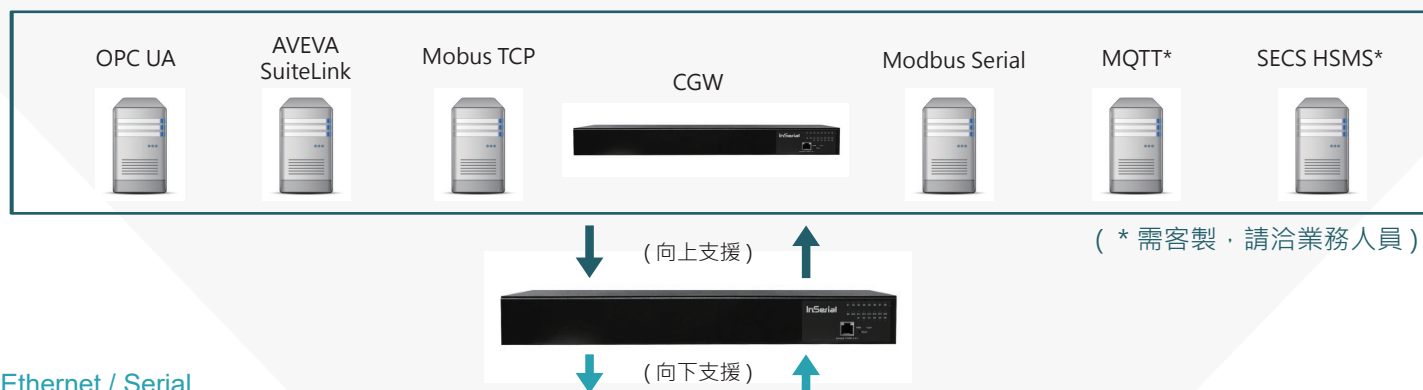 OPC UA
AVEVA
SuiteLink
Mobus TCP
CGW
Modbus Serial
MQTT*
SECS HSMS*
InSerial
( * 需客製，請洽業務人員 )
( 向上支援 )
InSerial
( 向下支援 )
Ethernet / Serial